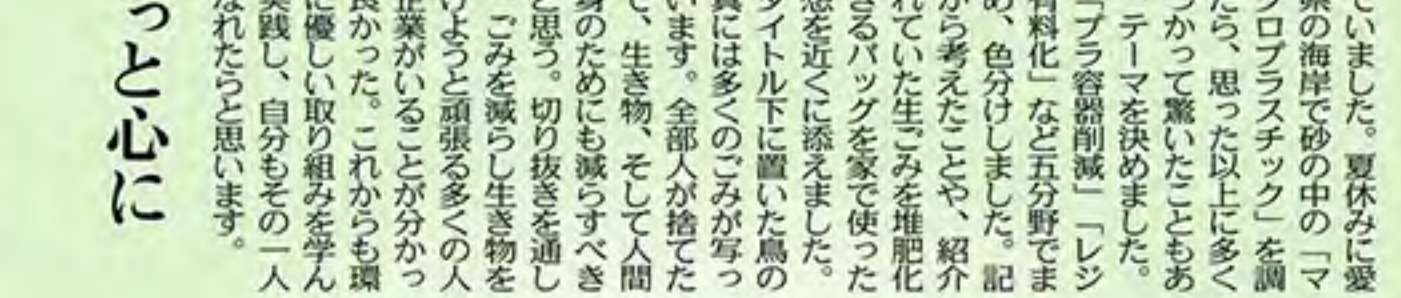 ていました。夏休みに愛
県の海岸で砂の中の「マ
クロプラスチック」を調
たら、思った以上に多く
つかって驚いたこともあ
テーマを決めました。
「プラ容器削減」「レジ
有料化」など五分野でま
め、色分けしました。記
から考えたことや、紹介
れていた生ごみを堆肥化
きるバッグを家で使った
想を近くに添えました。
タイトル下に置いた鳥の
真には多くのごみが写っ
います。全部人が捨てた
で、生き物、そして人間
身のためにも減らすべき
と思う。切り抜きを通し
ごみを減らし生き物を
けようと頑張る多くの人
企業がいることが分かっ
良かった。これからも環
に優しい取り組みを学ん
実践し、自分もその一人
なれたらと思います。
っと心に